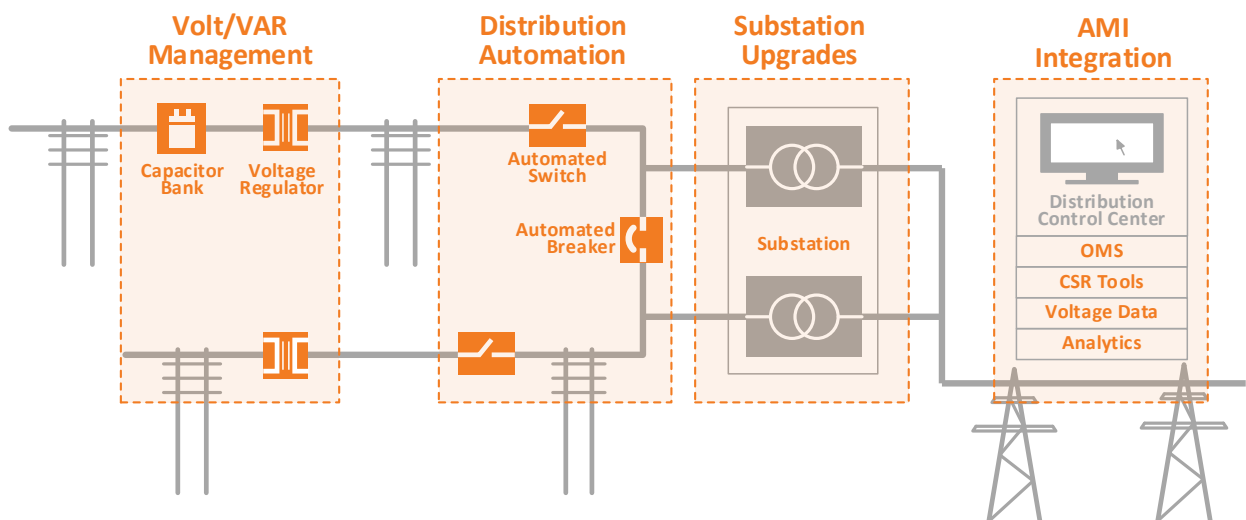 Volt/VAR
Management
Distribution
Automation
Substation
Upgrades
AMI
Integration
Capacitor
Bank
Voltage
Regulator
Automated
Switch
Automated
Breaker
Substation
Distribution
Control Center
OMS
CSR Tools
Voltage Data
Analytics